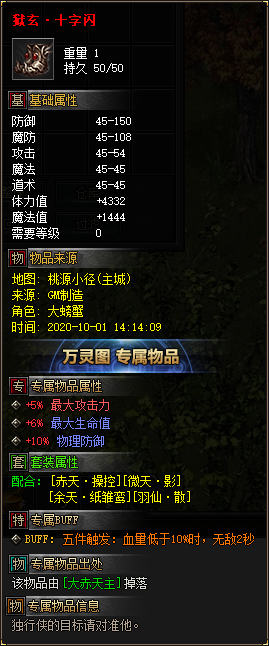 狱玄·十字闪
重量 1
持久 50/50
基 基础属性
防御 45-150
魔防 45-108
攻击 45-54
魔法 45-45
道术 45-45
体力值 +4332
魔法值 +1444
需要等级 0
物 物品来源
地图: 桃源小径(主城)
来源: GM制造
角色: 大螃蟹
时间: 2020-10-01 14:14:09
万灵图 专属物品
专 专属物品属性
+5% 最大攻击力
+6% 最大生命值
+10% 物理防御
套 套装属性
配合: [赤天·操控][微天·影]
[余天·纸雏蛮][羽仙·散]
特 专属BUFF
BUFF: 五件触发: 血量低于10%时，无敌2秒
物 专属物品出处
该物品由 [大赤天主] 掉落
物 专属物品信息
独行侠的目标请对准他。